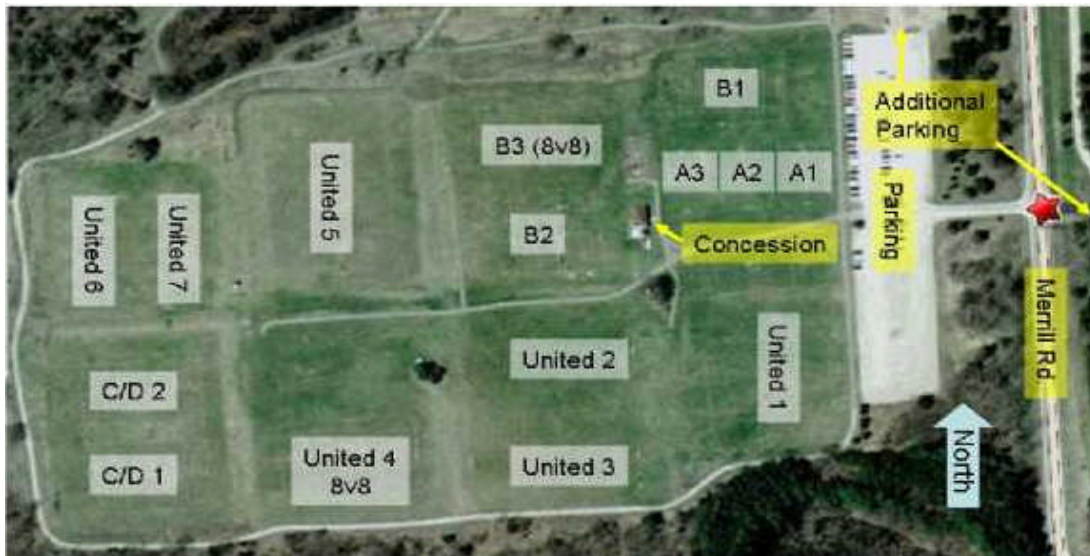 B1
Additional
Parking
B3 (8v8)
A3
A2
A1
United 5
United 6
United 7
Parking
B2
Concession
Merrill Rd
United 2
United 1
C/D 2
United 4
8v8
United 3
C/D 1
North